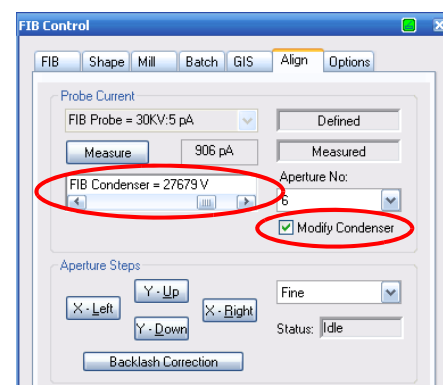 FIB Control
FIB Shape Mill Batch GIS Align Options
Probe Current
FIB Probe = 30KV:5 pA Defined
Measure 906 pA Measured
FIB Condenser = 27679 V Aperture No:
6
Modify Condenser
Aperture Steps
Y - Up Fine
X - Left X - Right
Y - Down Status: Idle
Backlash Correction